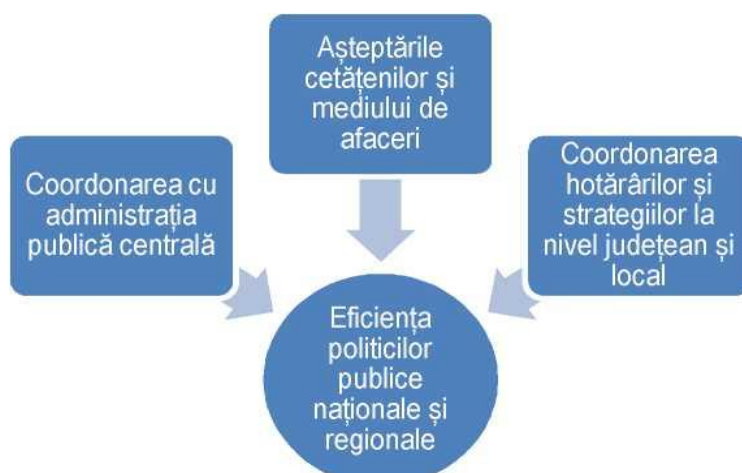 Așteptările
cetățenilor și
mediului de
afaceri
Coordonarea cu
administrația
publică centrală
Coordonarea
hotărârilor și
strategiilor la
nivel județean și
local
Eficiența
politicilor
publice
naționale și
regionale